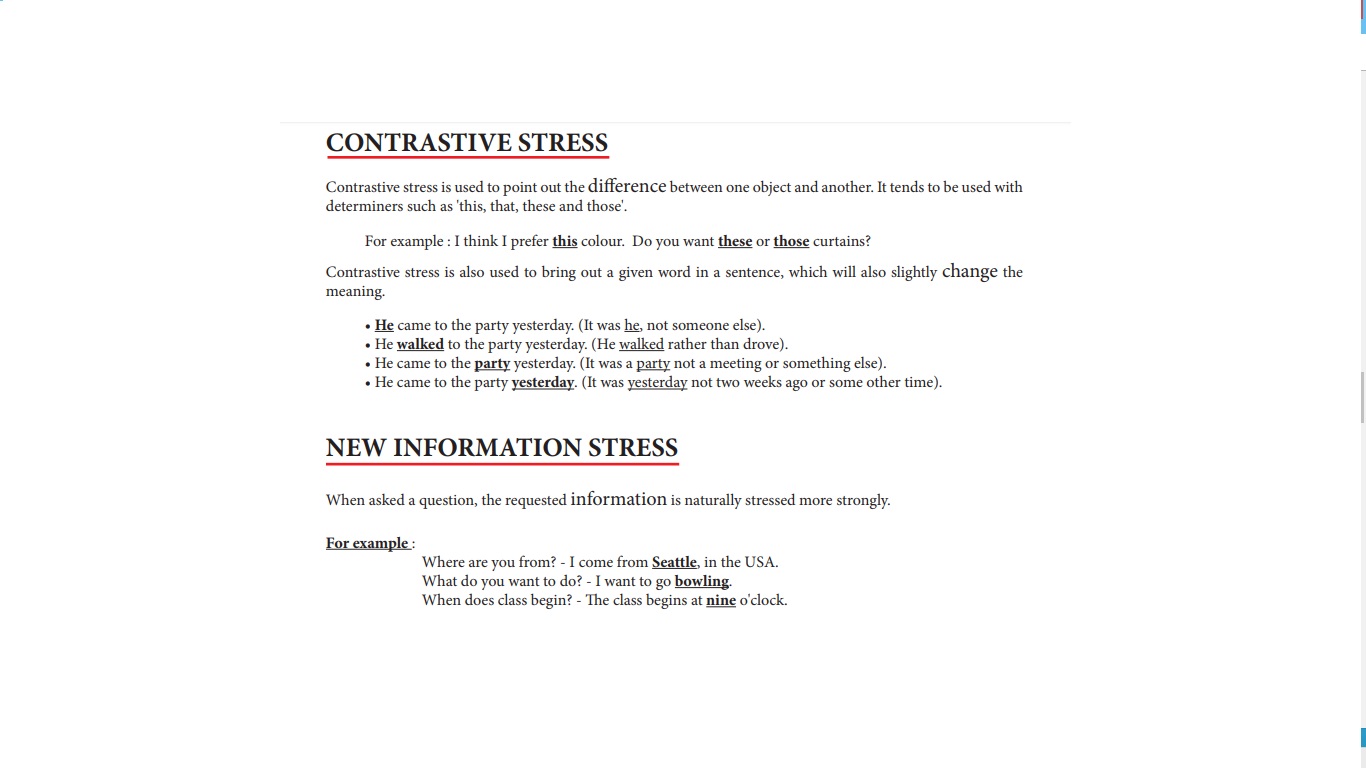 CONTRASTIVE STRESS
Contrastive stress is used to point out the difference between one object and another. It tends to be used with
determiners such as 'this, that, these and those'.
For example : I think I prefer this colour.  Do you want these or those curtains?
Contrastive stress is also used to bring out a given word in a sentence, which will also slightly change the
meaning.
• He came to the party yesterday. (It was he, not someone else).
• He walked to the party yesterday. (He walked rather than drove).
• He came to the party yesterday. (It was a party not a meeting or something else).
• He came to the party yesterday. (It was yesterday not two weeks ago or some other time).
NEW INFORMATION STRESS
When asked a question, the requested information is naturally stressed more strongly.
For example :
Where are you from? - I come from Seattle, in the USA.
What do you want to do? - I want to go bowling.
When does class begin? - The class begins at nine o'clock.